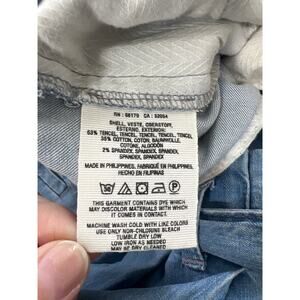 RN : 66170 CA : 52054
SHELL, VESTE, OBERSTOFF,
ESTERNO, EXTERIOR:
63% TENCEL, TENCEL, TENCEL, TENCEL, TENCEL
35% COTTON, COTON, BAUMWOLLE,
COTONE, ALGODÓN
2% SPANDEX, SPANDEX, SPANDEX,
SPANDEX, SPANDEX
MADE IN PHILIPPINES, FABRIQUÉ EN PHILIPPINES,
HECHO EN FILIPINAS
THIS GARMENT CONTAINS DYE WHICH
MAY DISCOLOR MATERIALS WITH WHICH
IT COMES IN CONTACT.
MACHINE WASH COLD WITH LIKE COLORS
USE ONLY NON-CHLORINE BLEACH
TUMBLE DRY LOW
LOW IRON AS NEEDED
MAY BE DRY CLEANED